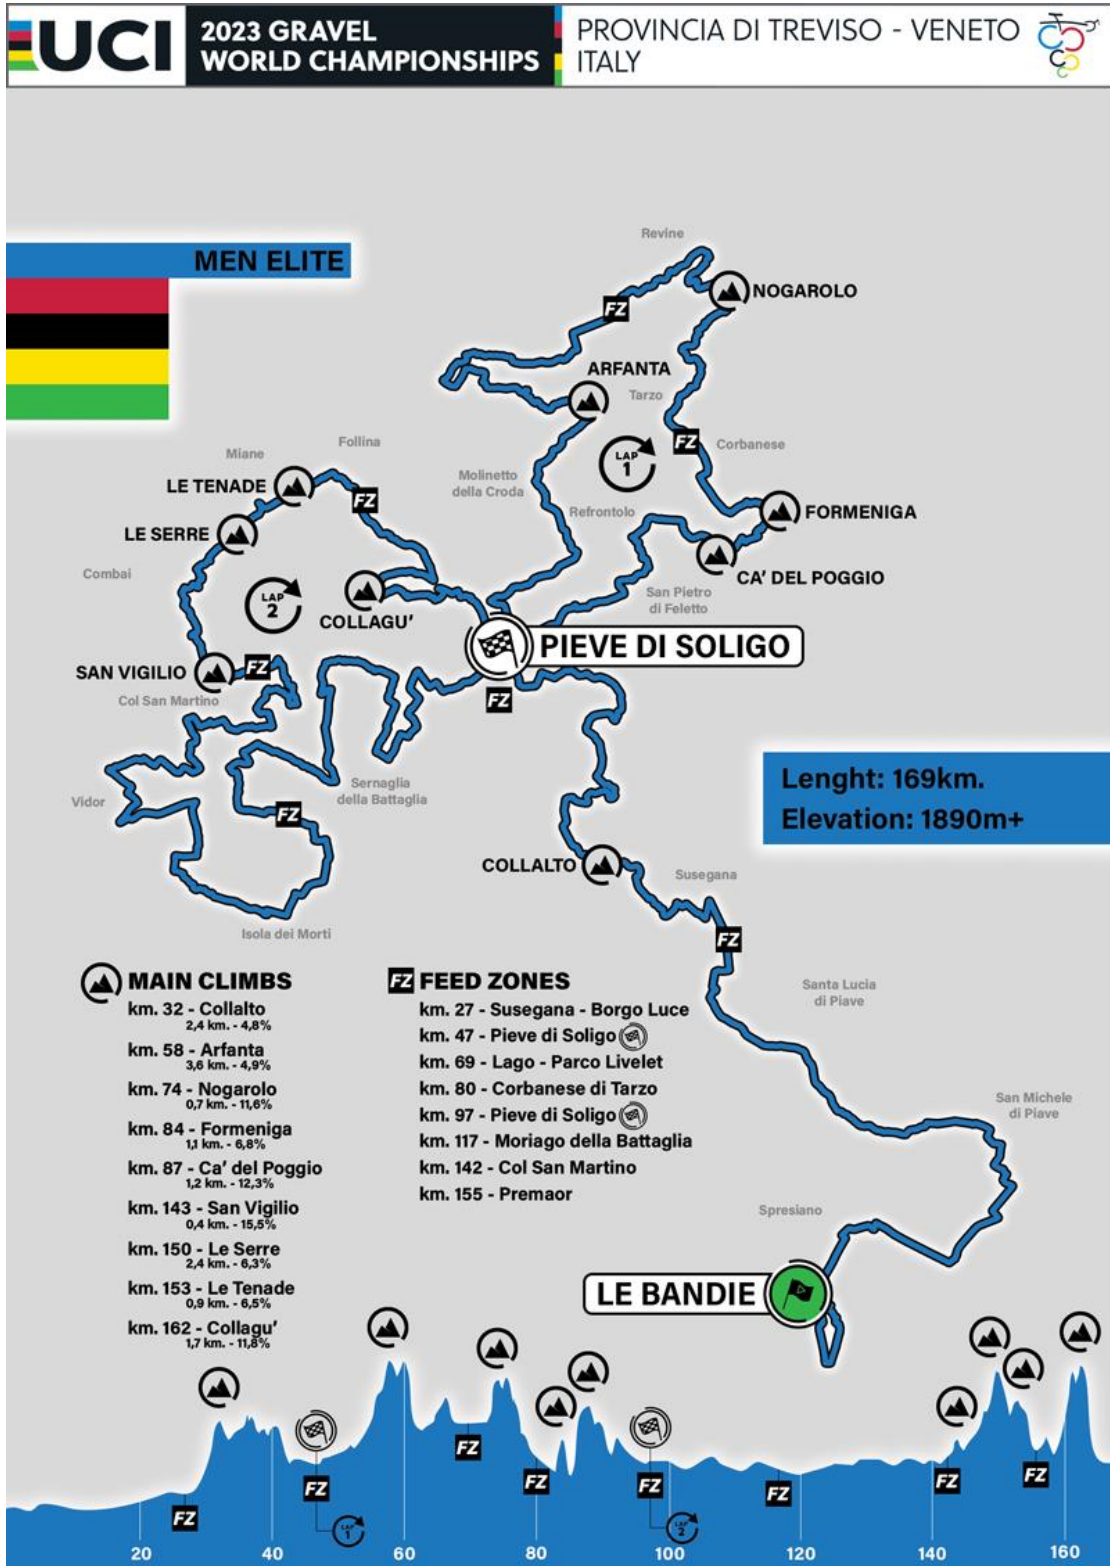 UCI
2023 GRAVEL
WORLD CHAMPIONSHIPS
PROVINCIA DI TREVISO - VENETO
ITALY
MEN ELITE
Revine
NOGAROLO
FZ
ARFANTA
Tarzo
FZ
Corbanese
LAP
1
Follina
Miane
LE TENADE
FZ
Molinetto
della Croda
Refrontolo
FORMENIGA
LE SERRE
CA' DEL POGGIO
Combai
LAP
2
San Pietro
di Feletto
COLLAGU'
PIEVE DI SOLIGO
SAN VIGILIO
FZ
Col San Martino
FZ
Lenght: 169km.
Elevation: 1890m+
Sernaglia
della Battaglia
Vidor
FZ
COLLALTO
Susegana
Isola dei Morti
FZ
Santa Lucia
di Piave
San Michele
di Piave
Spresiano
LE BANDIE
MAIN CLIMBS
km. 32 - Collalto
2,4 km. - 4,8%
km. 58 - Arfanta
3,6 km. - 4,9%
km. 74 - Nogarolo
0,7 km. - 11,6%
km. 84 - Formeniga
1,1 km. - 6,8%
km. 87 - Ca' del Poggio
1,2 km. - 12,3%
km. 143 - San Vigilio
0,4 km. - 15,5%
km. 150 - Le Serre
2,4 km. - 6,3%
km. 153 - Le Tenade
0,9 km. - 6,5%
km. 162 - Collagu'
1,7 km. - 11,8%
FZ FEED ZONES
km. 27 - Susegana - Borgo Luce
km. 47 - Pieve di Soligo
km. 69 - Lago - Parco Livelet
km. 80 - Corbanese di Tarzo
km. 97 - Pieve di Soligo
km. 117 - Moriago della Battaglia
km. 142 - Col San Martino
km. 155 - Premaor
FZ FZ FZ FZ FZ FZ FZ FZ
LAP
1
LAP
2
20 40 60 80 100 120 140 160